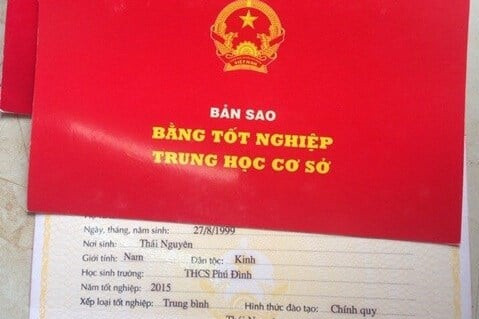 VIỆT NAM
BẢN SAO
BẰNG TỐT NGHIỆP
TRUNG HỌC CƠ SỞ
Ngày, tháng, năm sinh: 27/8/1999
Nơi sinh: Thái Nguyên
Giới tính: Nam Dân tộc: Kinh
Học sinh trường: THCS Phú Đình
Năm tốt nghiệp: 2015
Xếp loại tốt nghiệp: Trung bình Hình thức đào tạo: Chính quy